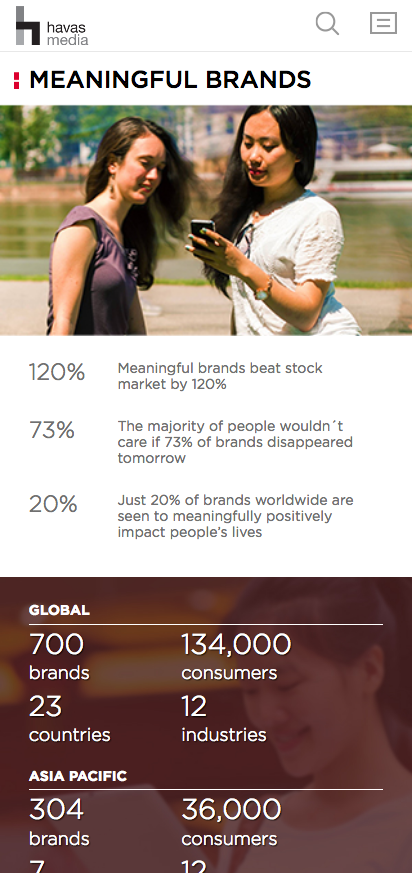 havas
media
MEANINGFUL BRANDS
120%
Meaningful brands beat stock
market by 120%
73%
The majority of people wouldn´t
care if 73% of brands disappeared
tomorrow
20%
Just 20% of brands worldwide are
seen to meaningfully positively
impact people's lives
GLOBAL
700 134,000
brands consumers
23 12
countries industries
ASIA PACIFIC
304 36,000
brands consumers
7 12